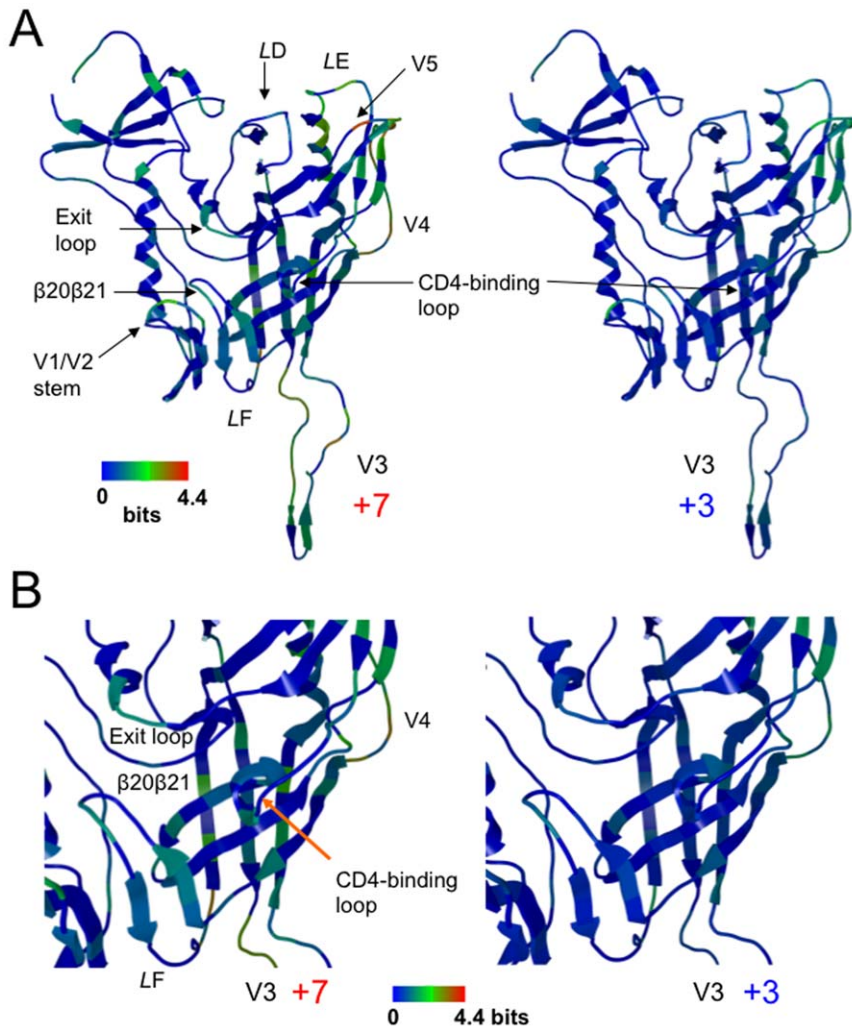 A
LD
LE
V5
Exit
loop
V4
β20β21
CD4-binding
loop
V1/V2
stem
LF
V3
V3
0
4.4
bits
+7
+3
B
V4
Exit loop
β20β21
CD4-binding
loop
LF
V3 +7
V3 +3
0
4.4 bits